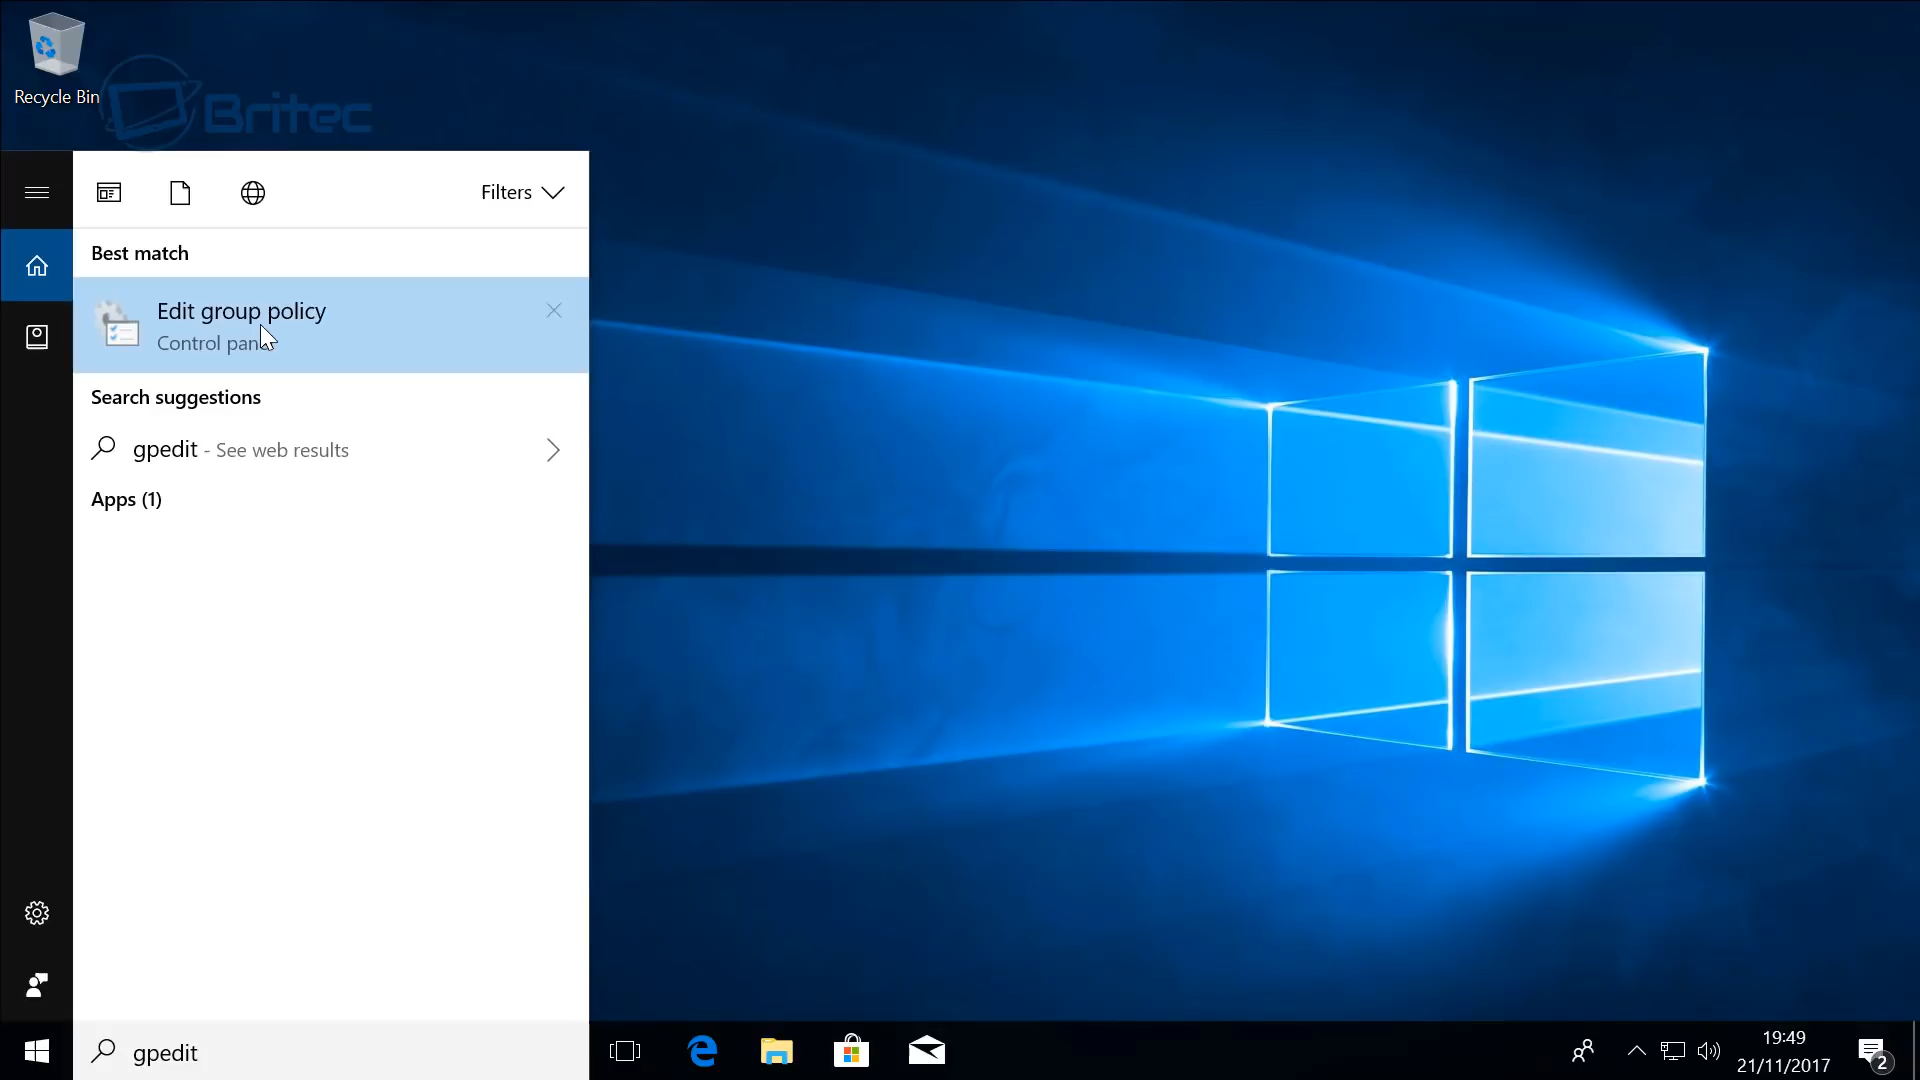 Recycle Bin
Britec
Filters
Best match
Edit group policy
Control pan
Search suggestions
gpedit - See web results
Apps (1)
gpedit
19:49
21/11/2017
2